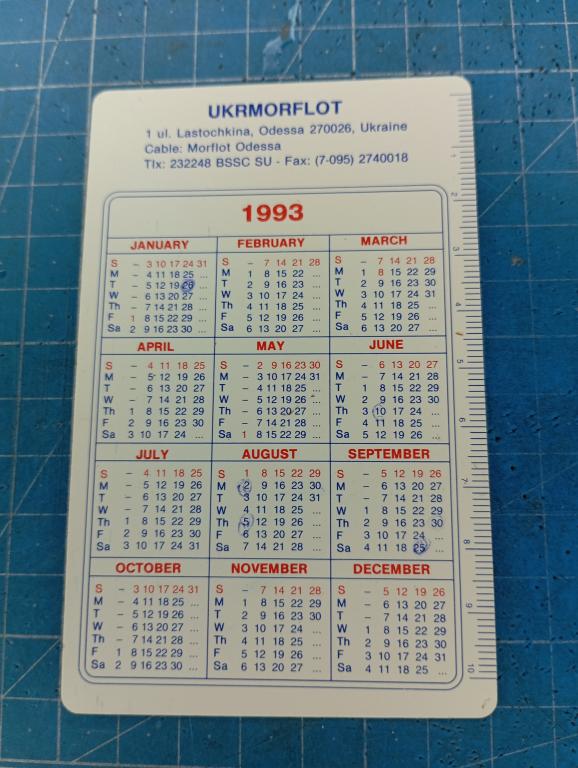 UKRMORFLOT
1 ul. Lastochkina, Odessa 270026, Ukraine
Cable: Morflot Odessa
Tlx: 232248 BSSC SU - Fax: (7-095) 2740018
1993
JANUARY
S – 3 10 17 24 31
M – 4 11 18 25 ...
T – 5 12 19 26 ...
W – 6 13 20 27 ...
Th – 7 14 21 28 ...
F 1 8 15 22 29 ...
Sa 2 9 16 23 30 ...
FEBRUARY
S – 7 14 21 28
M 1 8 15 22 ...
T 2 9 16 23 ...
W 3 10 17 24 ...
Th 4 11 18 25 ...
F 5 12 19 26 ...
Sa 6 13 20 27 ...
MARCH
S – 7 14 21 28
M 1 8 15 22 29
T 2 9 16 23 30
W 3 10 17 24 31
Th 4 11 18 25 ...
F 5 12 19 26 ...
Sa 6 13 20 27 ...
APRIL
S – 4 11 18 25
M – 5 12 19 26
T – 6 13 20 27
W – 7 14 21 28
Th 1 8 15 22 29
F 2 9 16 23 30
Sa 3 10 17 24 ...
MAY
S – 2 9 16 23 30
M – 3 10 17 24 31
T – 4 11 18 25 ...
W – 5 12 19 26 ...
Th – 6 13 20 27 ...
F – 7 14 21 28 ...
Sa 1 8 15 22 29 ...
JUNE
S – 6 13 20 27
M – 7 14 21 28
T 1 8 15 22 29
W 2 9 16 23 30
Th 3 10 17 24 ...
F 4 11 18 25 ...
Sa 5 12 19 26 ...
JULY
S – 4 11 18 25
M – 5 12 19 26
T – 6 13 20 27
W – 7 14 21 28
Th 1 8 15 22 29
F 2 9 16 23 30
Sa 3 10 17 24 31
AUGUST
S 1 8 15 22 29
M 2 9 16 23 30
T 3 10 17 24 31
W 4 11 18 25 ...
Th 5 12 19 26 ...
F 6 13 20 27 ...
Sa 7 14 21 28 ...
SEPTEMBER
S – 5 12 19 26
M – 6 13 20 27
T – 7 14 21 28
W 1 8 15 22 29
Th 2 9 16 23 30
F 3 10 17 24 ...
Sa 4 11 18 25 ...
OCTOBER
S – 3 10 17 24 31
M – 4 11 18 25 ...
T – 5 12 19 26 ...
W – 6 13 20 27 ...
Th – 7 14 21 28 ...
F 1 8 15 22 29 ...
Sa 2 9 16 23 30 ...
NOVEMBER
S – 7 14 21 28
M 1 8 15 22 29
T 2 9 16 23 30
W 3 10 17 24 ...
Th 4 11 18 25 ...
F 5 12 19 26 ...
Sa 6 13 20 27 ...
DECEMBER
S – 5 12 19 26
M – 6 13 20 27
T – 7 14 21 28
W 1 8 15 22 29
Th 2 9 16 23 30
F 3 10 17 24 31
Sa 4 11 18 25 ...
1
2
3
4
5
6
7
8
9
10